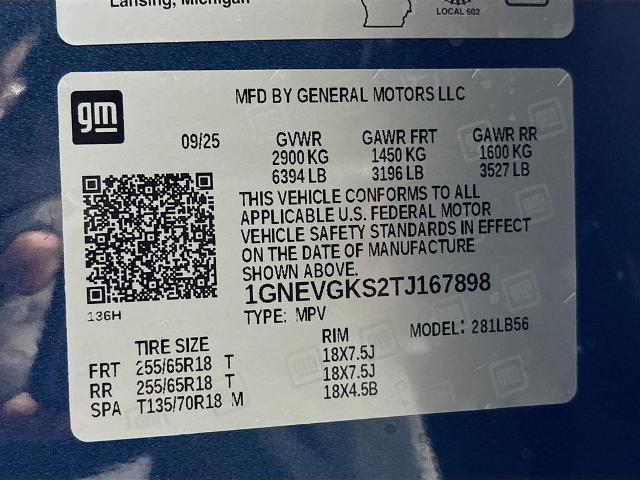 Lansing, Michigan
LOCAL 602
gm
MFD BY GENERAL MOTORS LLC
09/25
GVWR GAWR FRT GAWR RR
2900 KG 1450 KG 1600 KG
6394 LB 3196 LB 3527 LB
THIS VEHICLE CONFORMS TO ALL
APPLICABLE U.S. FEDERAL MOTOR
VEHICLE SAFETY STANDARDS IN EFFECT
ON THE DATE OF MANUFACTURE
SHOWN ABOVE.
1GNEVGKS2TJ167898
136H
TYPE: MPV
MODEL: 281LB56
TIRE SIZE RIM
FRT 255/65R18 T 18X7.5J
RR 255/65R18 T 18X7.5J
SPA T135/70R18 M 18X4.5B